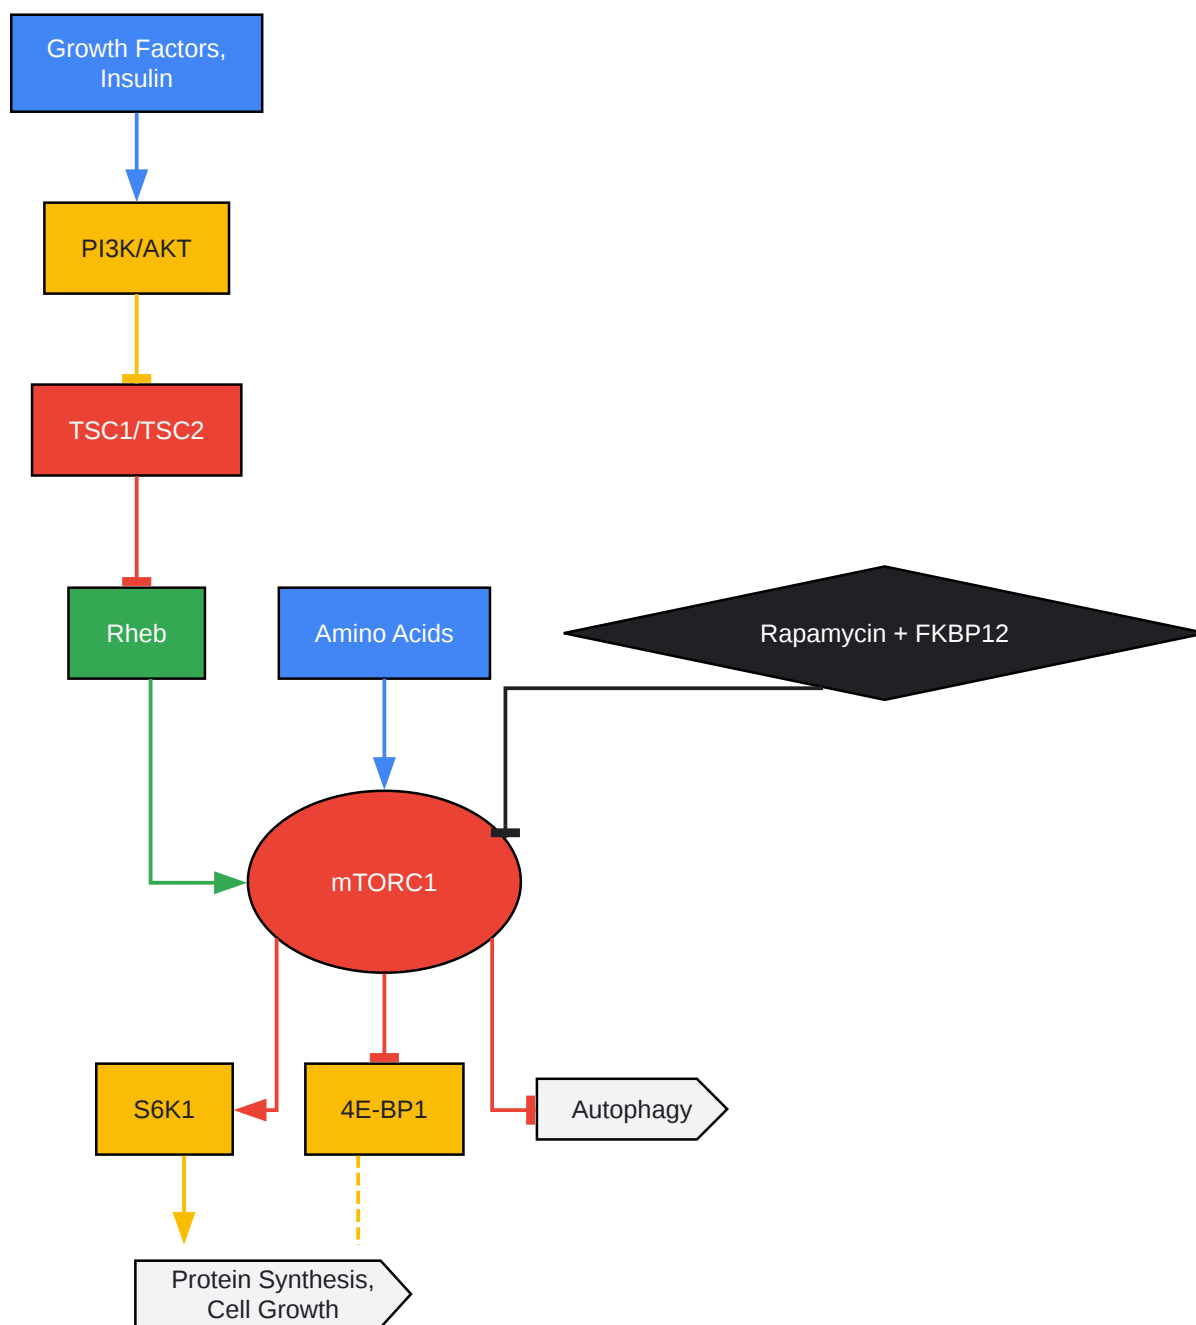 Growth Factors,
Insulin
PI3K/AKT
TSC1/TSC2
Rheb
Amino Acids
Rapamycin + FKBP12
mTORC1
S6K1
4E-BP1
Autophagy
Protein Synthesis,
Cell Growth